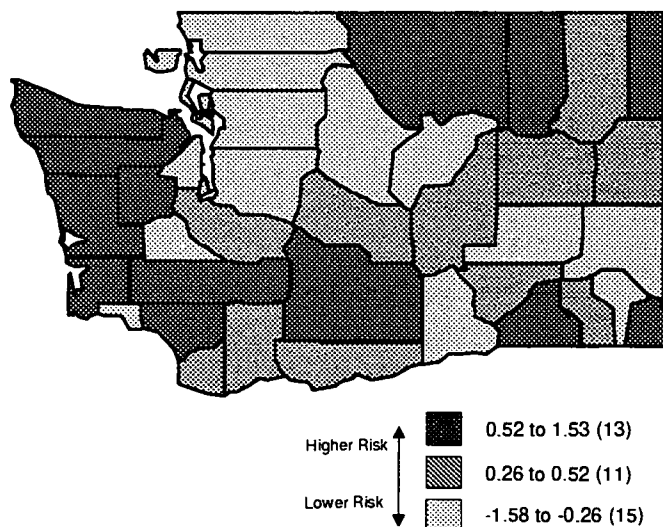 0.52 to 1.53 (13)
Higher Risk
0.26 to 0.52 (11)
Lower Risk
-1.58 to -0.26 (15)